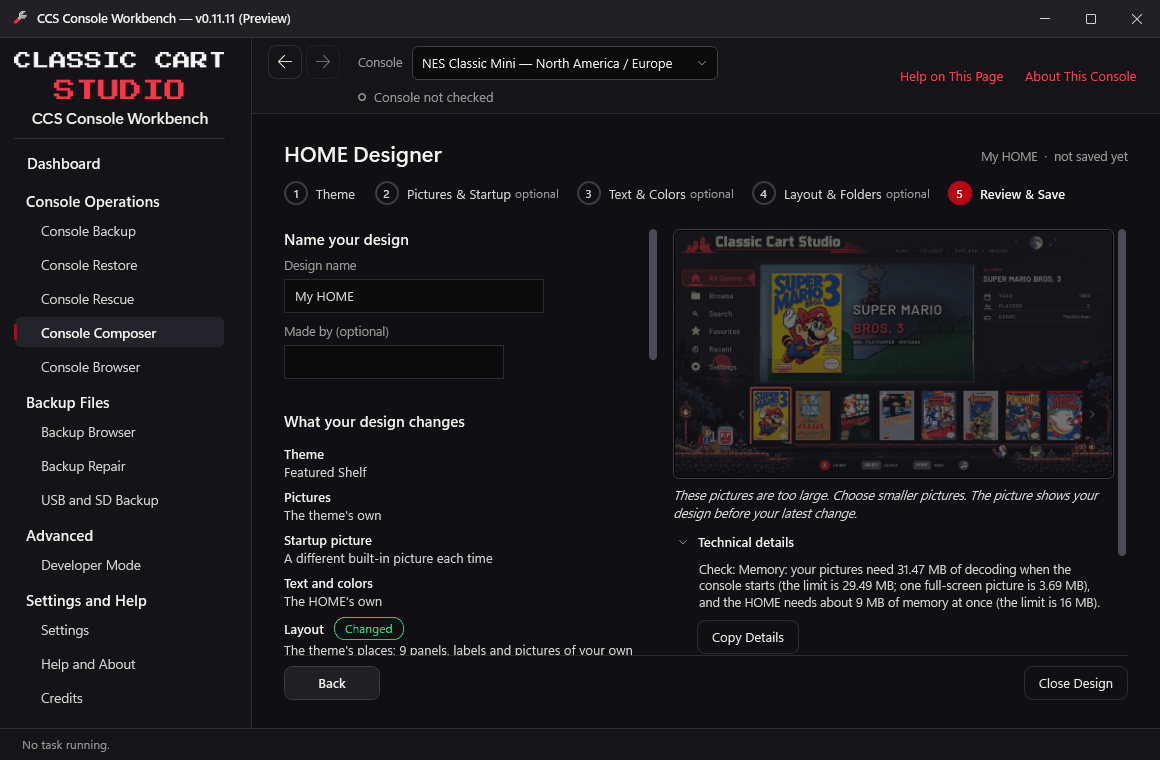 CCS Console Workbench — v0.11.11 (Preview)
CLASSIC CART
STUDIO
CCS Console Workbench
Dashboard
Console Operations
Console Backup
Console Restore
Console Rescue
Console Composer
Console Browser
Backup Files
Backup Browser
Backup Repair
USB and SD Backup
Advanced
Developer Mode
Settings and Help
Settings
Help and About
Credits
Console
NES Classic Mini — North America / Europe
Console not checked
Help on This Page
About This Console
HOME Designer
My HOME · not saved yet
1 Theme
2 Pictures & Startup optional
3 Text & Colors optional
4 Layout & Folders optional
5 Review & Save
Name your design
Design name
My HOME
Made by (optional)
What your design changes
Theme
Featured Shelf
Pictures
The theme's own
Startup picture
A different built-in picture each time
Text and colors
The HOME's own
Layout Changed
The theme's places; 9 panels, labels and pictures of your own
Back
Classic Cart Studio
All Games
Browse
Search
Favorites
Recent
Settings
SUPER MARIO
BROS. 3
SUPER MARIO BROS. 3
YEAR
PLAYERS
GENRE
Platformer
These pictures are too large. Choose smaller pictures. The picture shows your
design before your latest change.
Technical details
Check: Memory: your pictures need 31.47 MB of decoding when the
console starts (the limit is 29.49 MB; one full-screen picture is 3.69 MB),
and the HOME needs about 9 MB of memory at once (the limit is 16 MB).
Copy Details
Close Design
No task running.